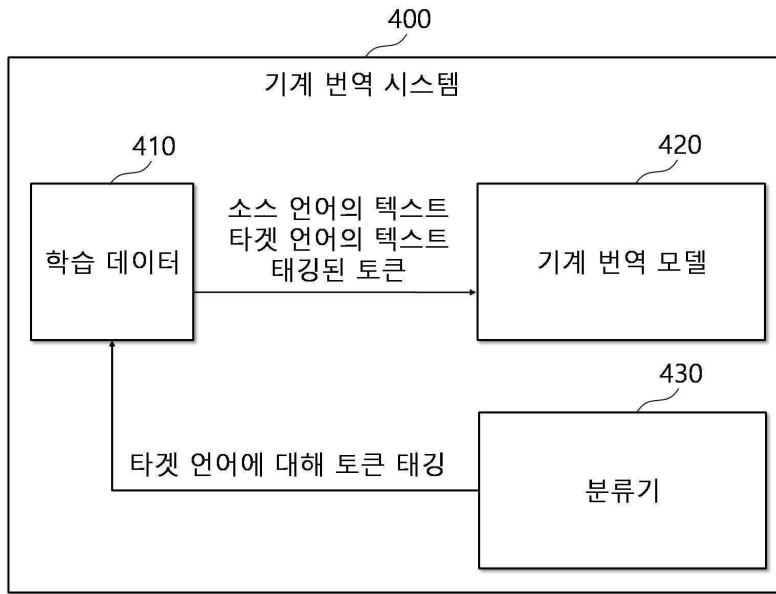 400
기계 번역 시스템
410
420
소스 언어의 텍스트
타겟 언어의 텍스트
태깅된 토큰
학습 데이터
기계 번역 모델
430
타겟 언어에 대해 토큰 태깅
분류기